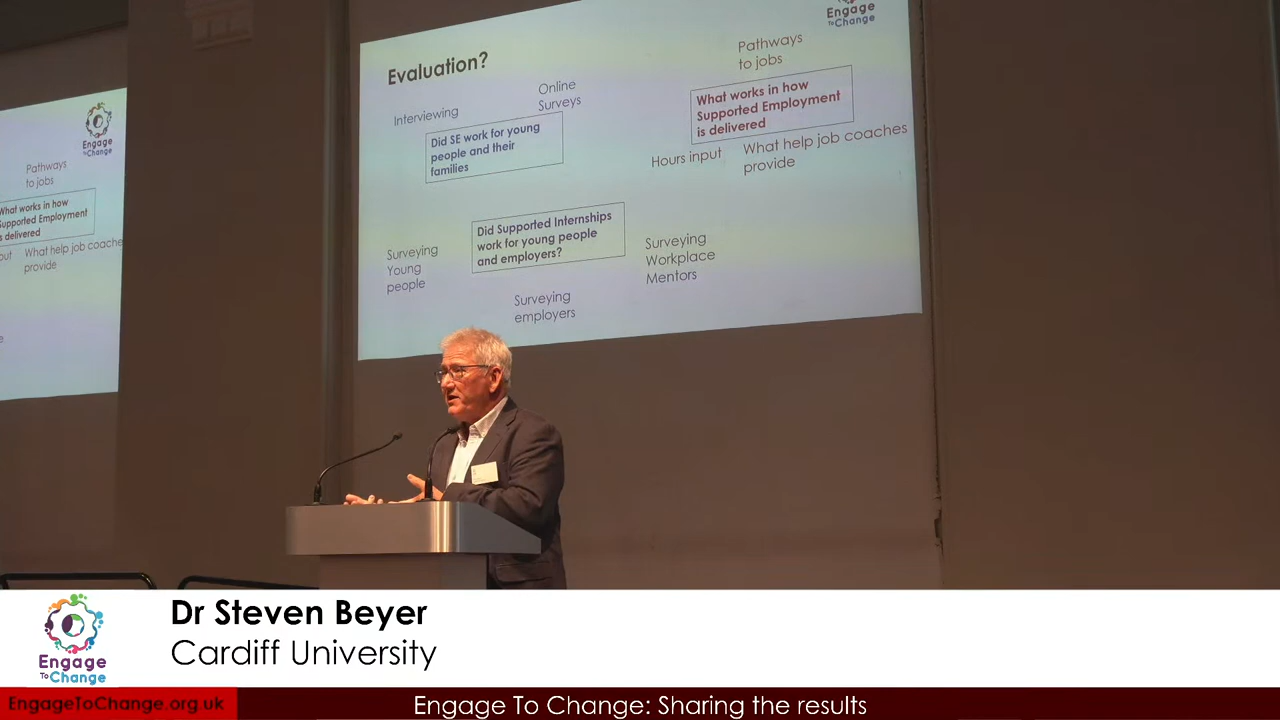 Engage
To Change
Evaluation?
Interviewing
Online
Surveys
Did SE work for young
people and their
families
Pathways
to jobs
What works in how
Supported Employment
is delivered
Hours input
What help job coaches
provide
Did Supported Internships
work for young people
and employers?
Surveying
Young
people
Surveying
employers
Surveying
Workplace
Mentors
Engage
To Change
Pathways
to jobs
What works in how
Supported Employment
is delivered
What help job coaches
provide
Engage
To Change
Dr Steven Beyer
Cardiff University
EngageToChange.org.uk
Engage To Change: Sharing the results